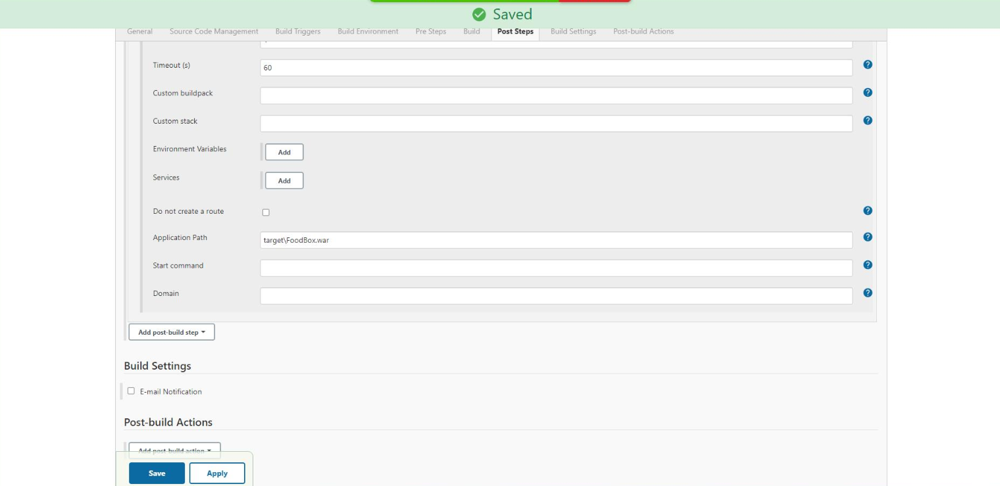 Saved
General Source Code Management Build Triggers Build Environment Pre Steps Build Post Steps Build Settings Post-build Actions
Timeout (s)
60
Custom buildpack
Custom stack
Environment Variables
Add
Services
Add
Do not create a route
Application Path
target\FoodBox.war
Start command
Domain
Add post-build step
Build Settings
E-mail Notification
Post-build Actions
Add post-build action
Save Apply